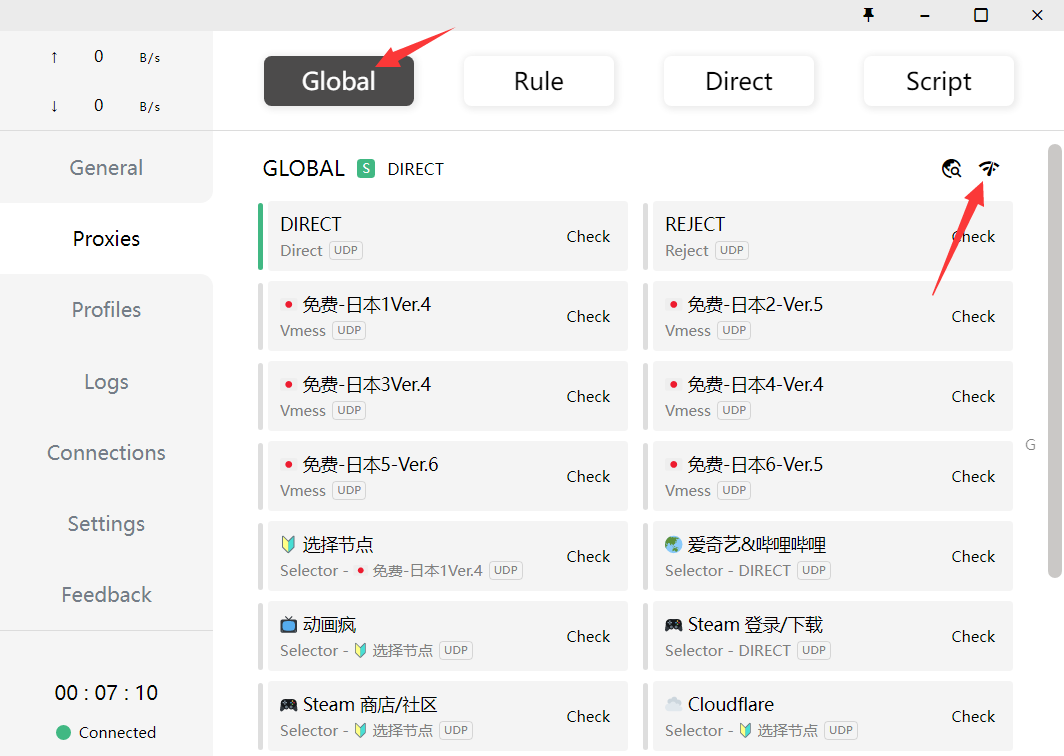 ↑ 0 B/s
↓ 0 B/s
General
Proxies
Profiles
Logs
Connections
Settings
Feedback
00 : 07 : 10
Connected
Global Rule Direct Script
GLOBAL S DIRECT
DIRECT
Direct UDP
Check
REJECT
Reject UDP
Check
免费-日本1Ver.4
Vmess UDP
Check
免费-日本2-Ver.5
Vmess UDP
Check
免费-日本3Ver.4
Vmess UDP
Check
免费-日本4-Ver.4
Vmess UDP
Check
免费-日本5-Ver.6
Vmess UDP
Check
免费-日本6-Ver.5
Vmess UDP
Check
选择节点
Selector - 免费-日本1Ver.4 UDP
Check
爱奇艺&哔哩哔哩
Selector - DIRECT UDP
Check
动画疯
Selector - 选择节点 UDP
Check
Steam 登录/下载
Selector - DIRECT UDP
Check
Steam 商店/社区
Selector - 选择节点 UDP
Check
Cloudflare
Selector - 选择节点 UDP
Check
G